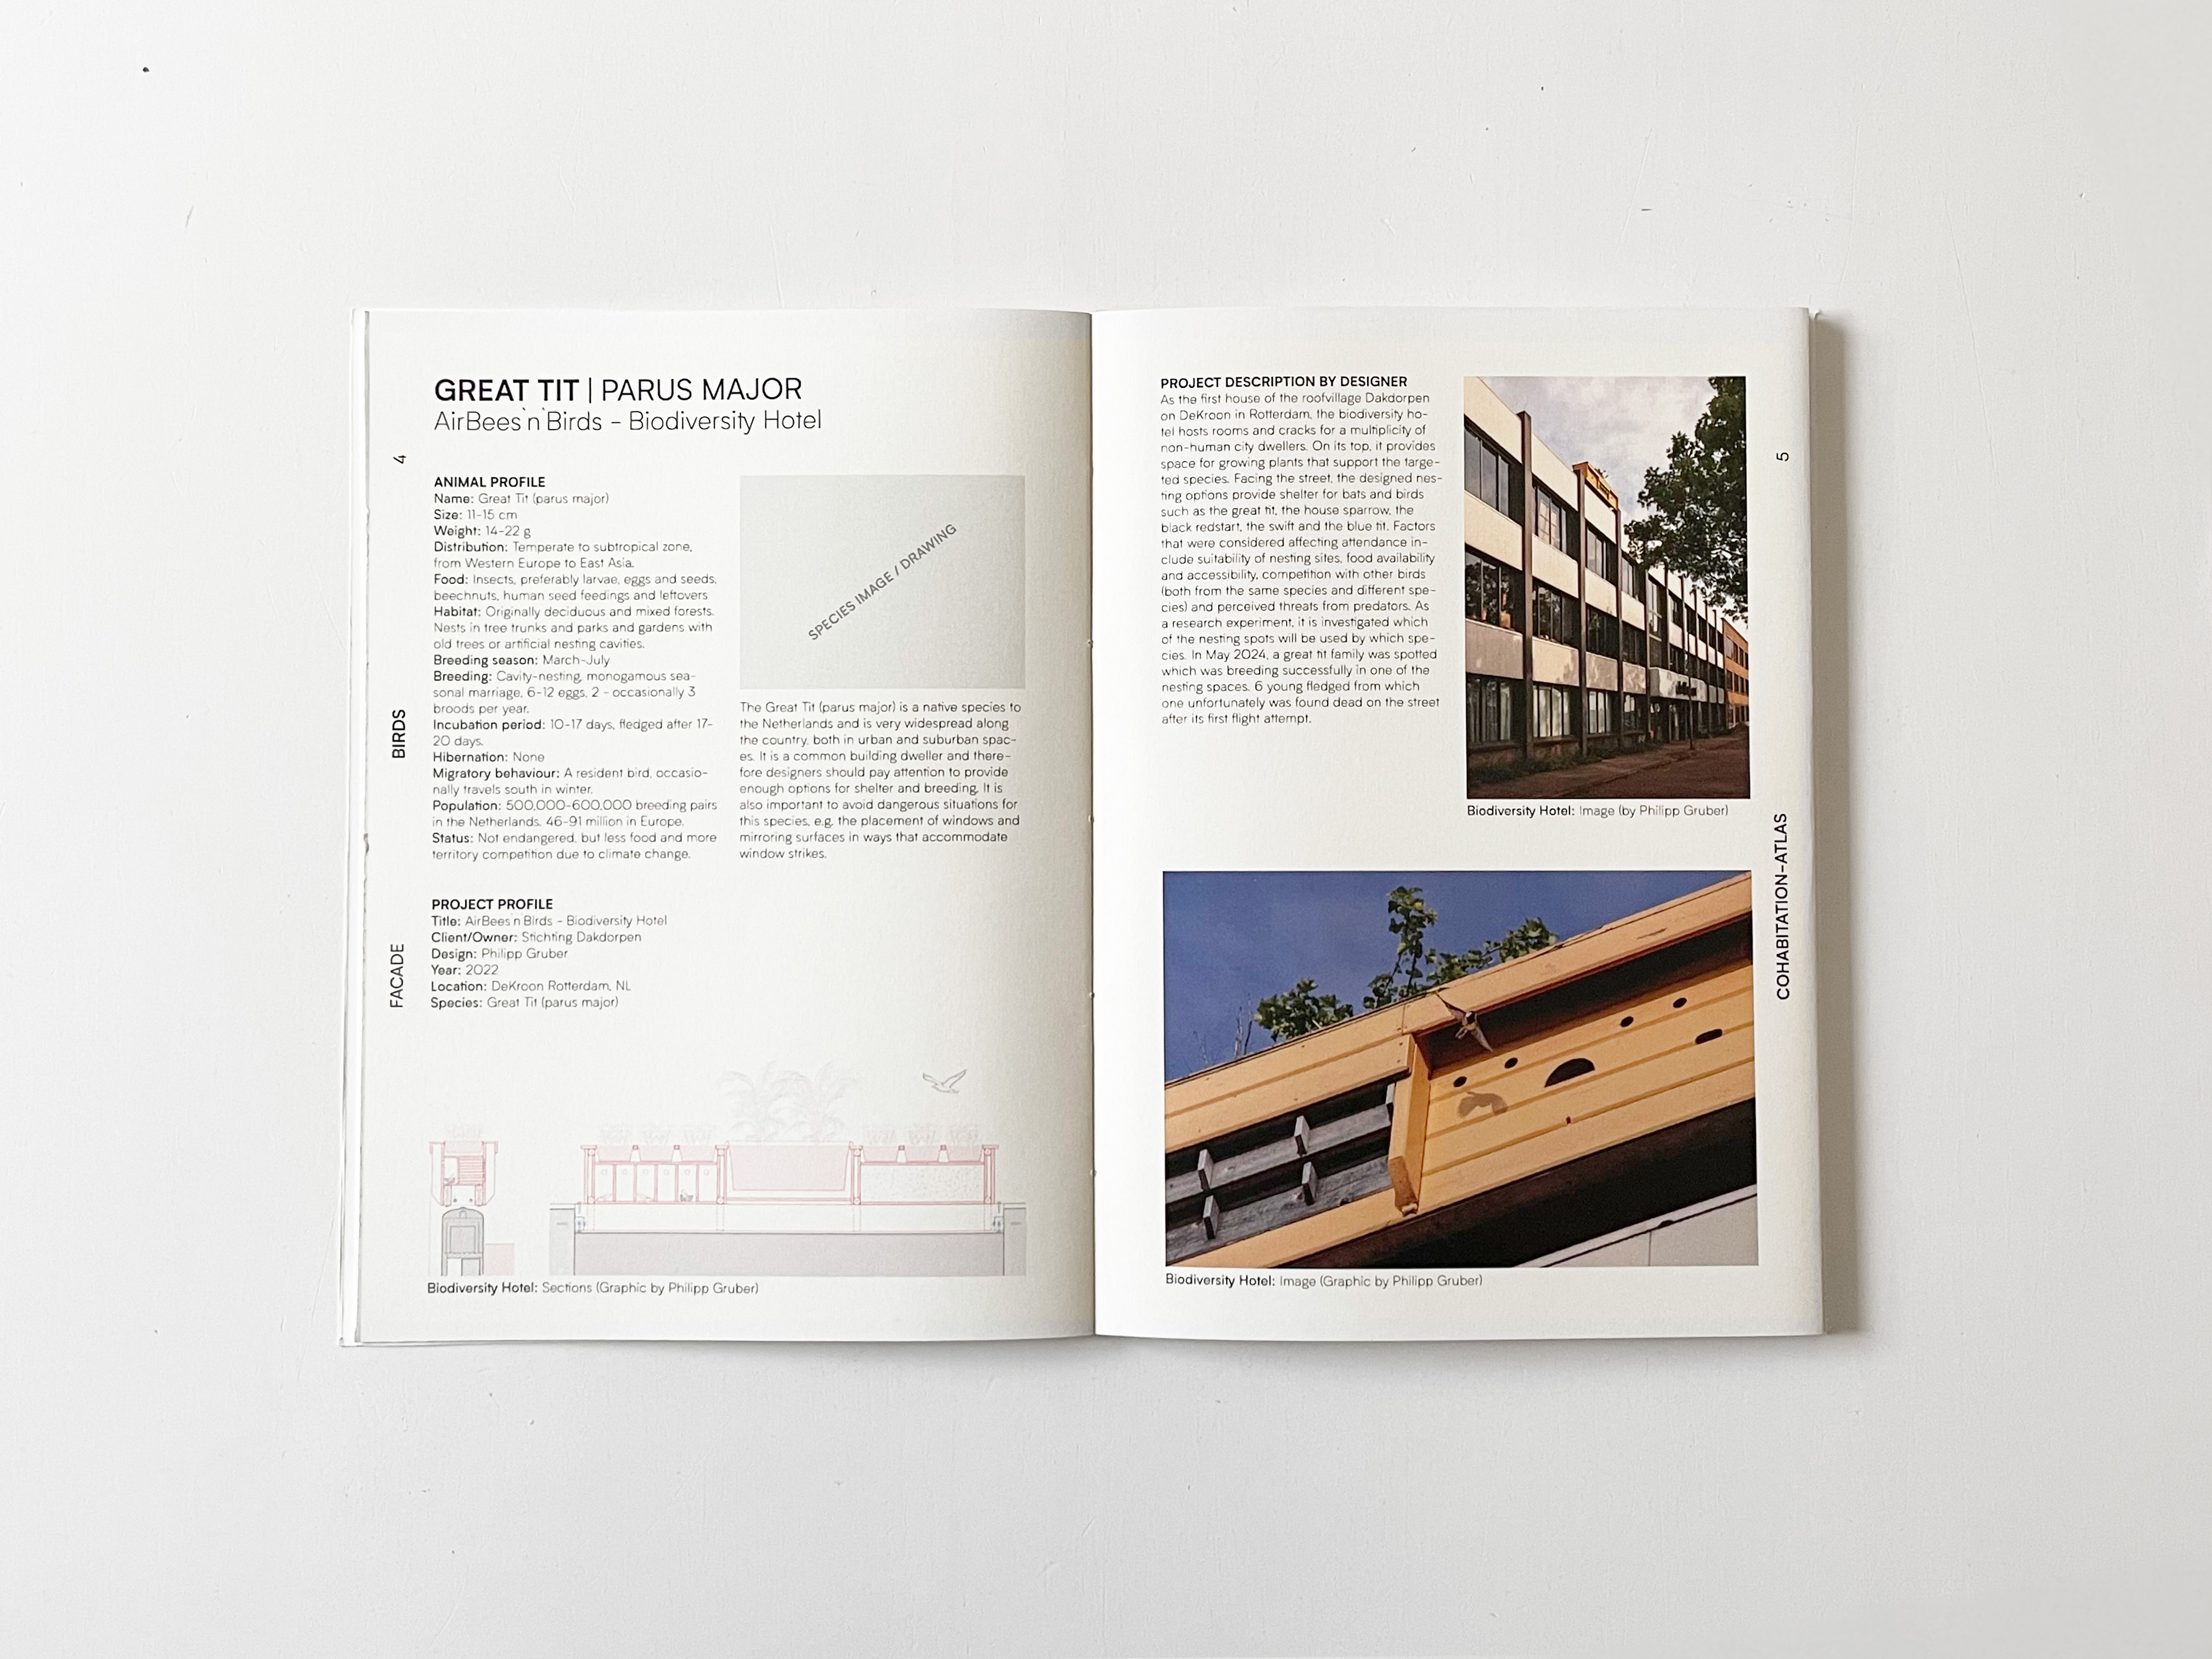 GREAT TIT | PARUS MAJOR
AirBees`n`Birds - Biodiversity Hotel
4
BIRDS
FACADE
ANIMAL PROFILE
Name: Great Tit (parus major)
Size: 11-15 cm
Weight: 14-22 g
Distribution: Temperate to subtropical zone,
from Western Europe to East Asia.
Food: Insects, preferably larvae, eggs and seeds,
beechnuts, human seed feedings and leftovers
Habitat: Originally deciduous and mixed forests.
Nests in tree trunks and parks and gardens with
old trees or artificial nesting cavities.
Breeding season: March-July
Breeding: Cavity-nesting, monogamous sea-
sonal marriage, 6-12 eggs, 2 - occasionally 3
broods per year.
Incubation period: 10-17 days, fledged after 17-
20 days.
Hibernation: None
Migratory behaviour: A resident bird, occasio-
nally travels south in winter.
Population: 500,000-600,000 breeding pairs
in the Netherlands, 46-91 million in Europe.
Status: Not endangered, but less food and more
territory competition due to climate change.
SPECIES IMAGE / DRAWING
The Great Tit (parus major) is a native species to
the Netherlands and is very widespread along
the country, both in urban and suburban spac-
es. It is a common building dweller and there-
fore designers should pay attention to provide
enough options for shelter and breeding. It is
also important to avoid dangerous situations for
this species, e.g. the placement of windows and
mirroring surfaces in ways that accommodate
window strikes.
PROJECT PROFILE
Title: AirBees`n Birds - Biodiversity Hotel
Client/Owner: Stichting Dakdorpen
Design: Philipp Gruber
Year: 2022
Location: DeKroon Rotterdam, NL
Species: Great Tit (parus major)
Biodiversity Hotel: Sections (Graphic by Philipp Gruber)
PROJECT DESCRIPTION BY DESIGNER
As the first house of the roofvillage Dakdorpen
on DeKroon in Rotterdam, the biodiversity ho-
tel hosts rooms and cracks for a multiplicity of
non-human city dwellers. On its top, it provides
space for growing plants that support the targe-
ted species. Facing the street, the designed nes-
ting options provide shelter for bats and birds
such as the great tit, the house sparrow, the
black redstart, the swift and the blue tit. Factors
that were considered affecting attendance in-
clude suitability of nesting sites, food availability
and accessibility, competition with other birds
(both from the same species and different spe-
cies) and perceived threats from predators. As
a research experiment, it is investigated which
of the nesting spots will be used by which spe-
cies. In May 2024, a great tit family was spotted
which was breeding successfully in one of the
nesting spaces. 6 young fledged from which
one unfortunately was found dead on the street
after its first flight attempt.
Biodiversity Hotel: Image (by Philipp Gruber)
Biodiversity Hotel: Image (Graphic by Philipp Gruber)
5
COHABITATION-ATLAS